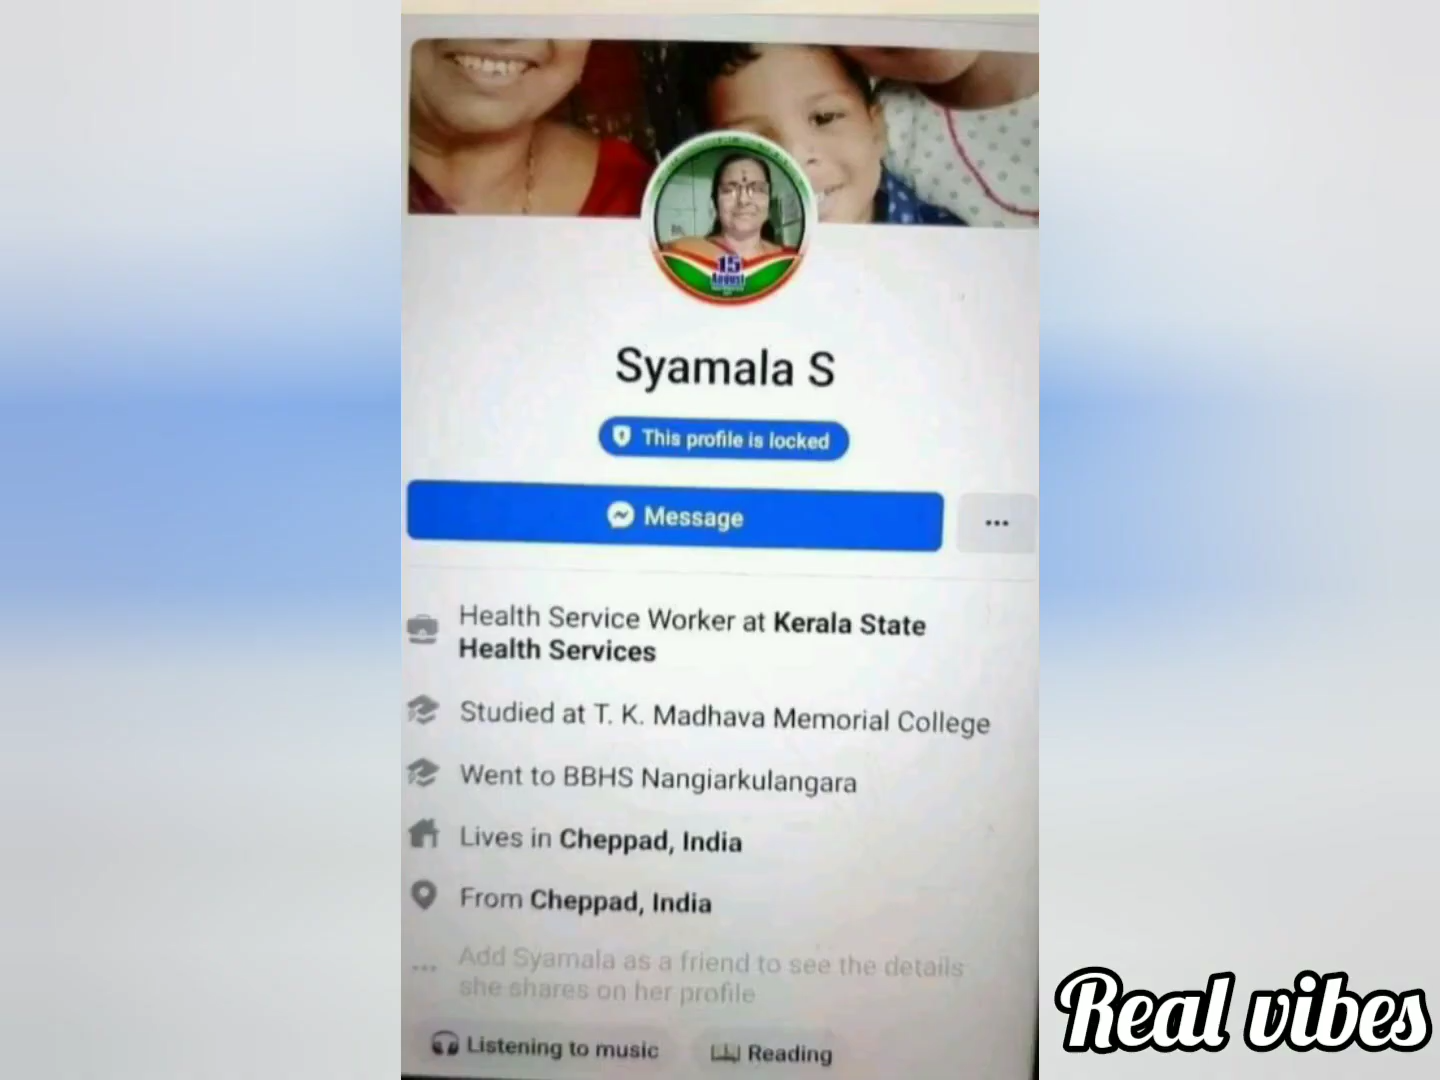 15
August
Syamala S
This profile is locked
Message
Health Service Worker at Kerala State
Health Services
Studied at T. K. Madhava Memorial College
Went to BBHS Nangiarkulangara
Lives in Cheppad, India
From Cheppad, India
Add Syamala as a friend to see the details
she shares on her profile
Listening to music
Reading
Real vibes